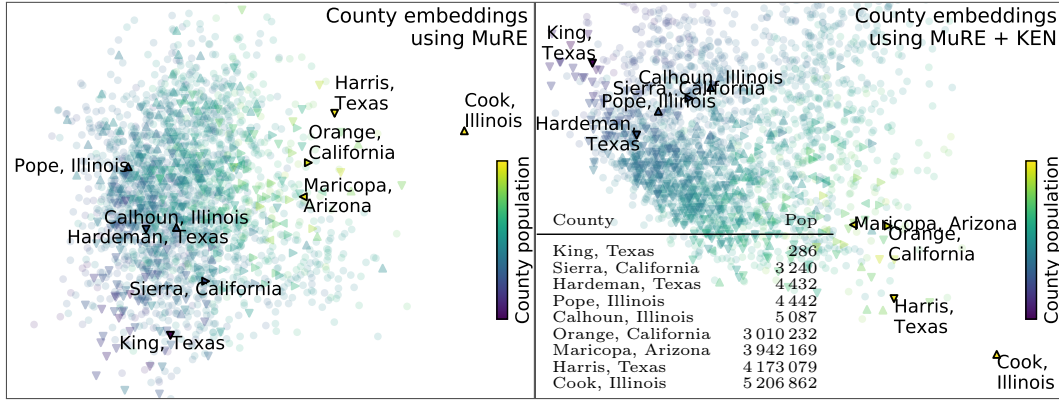 County embeddings
using MuRE
Harris,
Texas
Cook,
Illinois
Orange,
California
Pope, Illinois
Maricopa,
Arizona
Calhoun, Illinois
Hardeman, Texas
Sierra, California
King, Texas
County population
County embeddings
using MuRE + KEN
King,
Texas
Calhoun, Illinois
Sierra, California
Pope, Illinois
Hardeman,
Texas
Maricopa, Arizona
Orange,
California
Harris,
Texas
Cook,
Illinois
County population
County Pop
King, Texas 286
Sierra, California 3 240
Hardeman, Texas 4 432
Pope, Illinois 4 442
Calhoun, Illinois 5 087
Orange, California 3 010 232
Maricopa, Arizona 3 942 169
Harris, Texas 4 173 079
Cook, Illinois 5 206 862